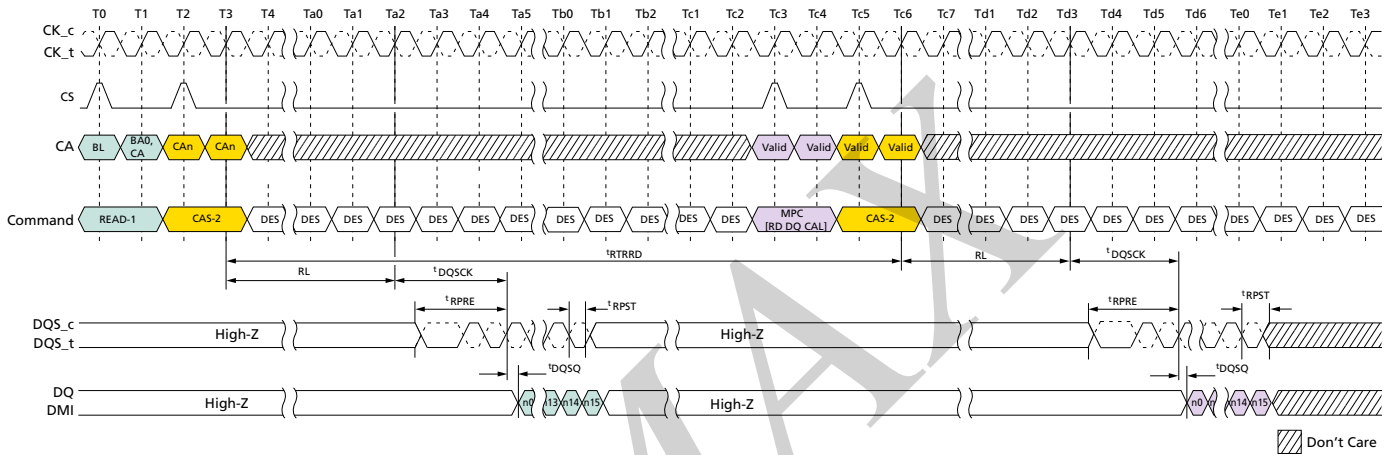 T0 T1 T2 T3 T4 Ta0 Ta1 Ta2 Ta3 Ta4 Ta5 Tb0 Tb1 Tb2 Tc1 Tc2 Tc3 Tc4 Tc5 Tc6 Tc7 Td1 Td2 Td3 Td4 Td5 Td6 Te0 Te1 Te2 Te3
CK_c
CK_t
CS
CA BL BA0, CA CAn CAn Valid Valid Valid Valid
Command READ-1 CAS-2 DES DES DES DES DES DES DES DES DES DES DES DES MPC [RD DQ CAL] CAS-2 DES DES DES DES DES DES DES DES DES DES DES
tRTRRD
RL tDQSCK RL tDQSCK
tRPRE tRPST tRPRE tRPST
DQS_c
DQS_t
High-Z High-Z
tDQSQ tDQSQ
DQ
DMI
High-Z n0 n13 n14 n15 High-Z n0 n14 n15
Don't Care